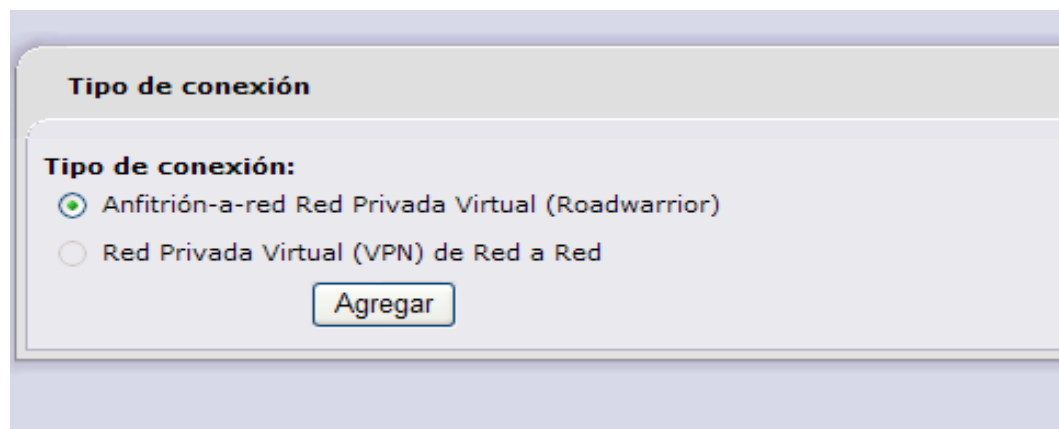 Tipo de conexión
Tipo de conexión:
Anfitrión-a-red Red Privada Virtual (Roadwarrior)
Red Privada Virtual (VPN) de Red a Red
Agregar